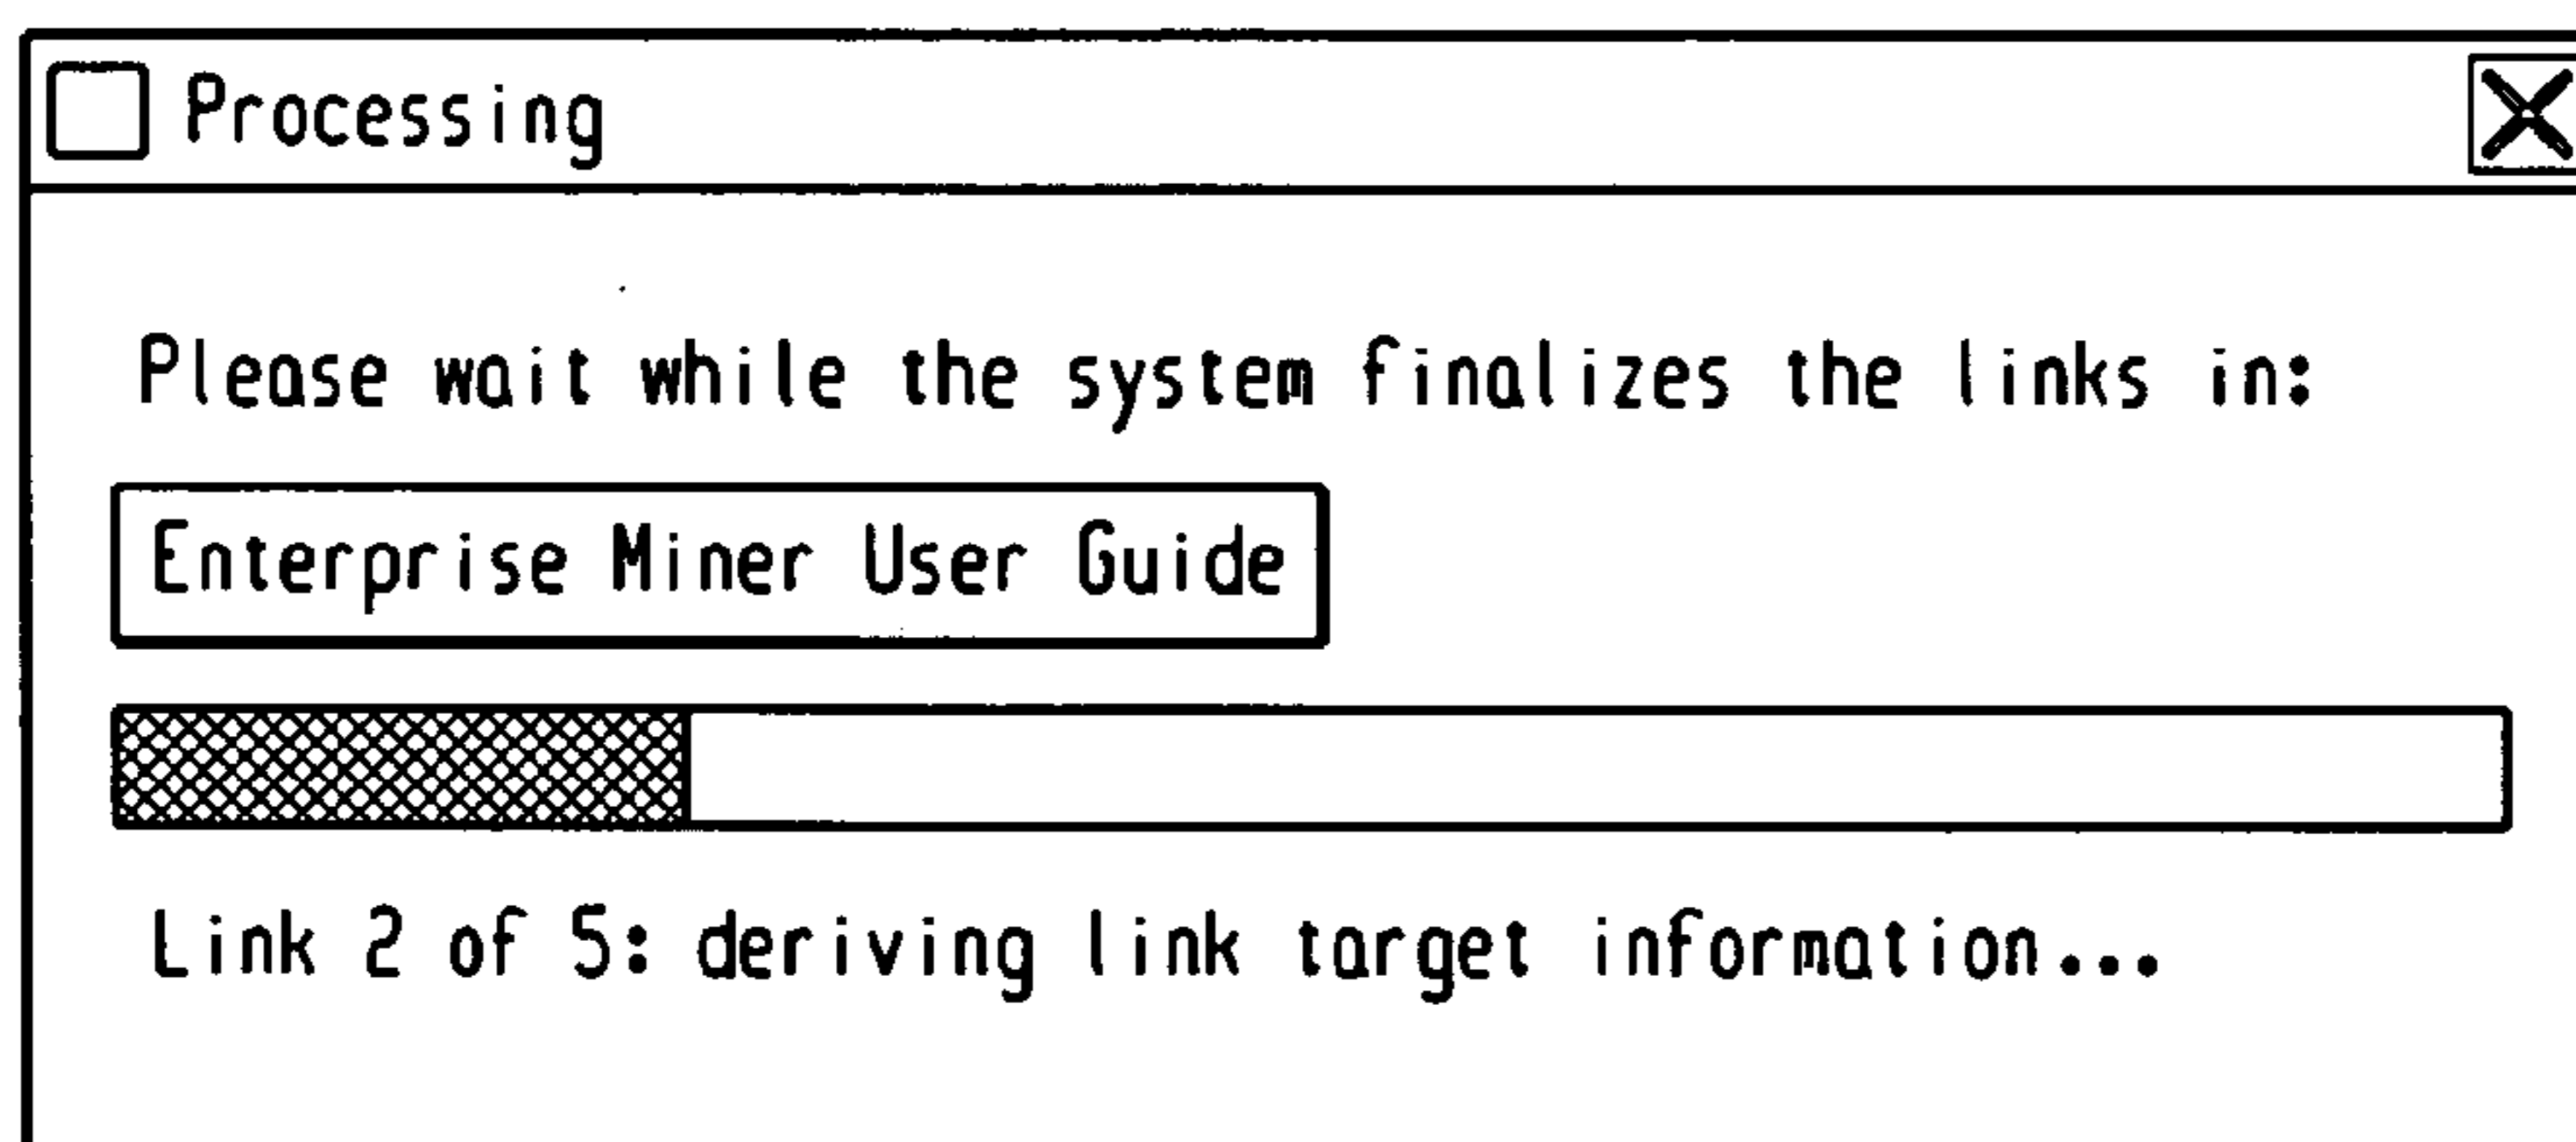 Processing
Please wait while the system finalizes the links in:
Enterprise Miner User Guide
Link 2 of 5: deriving link target information...